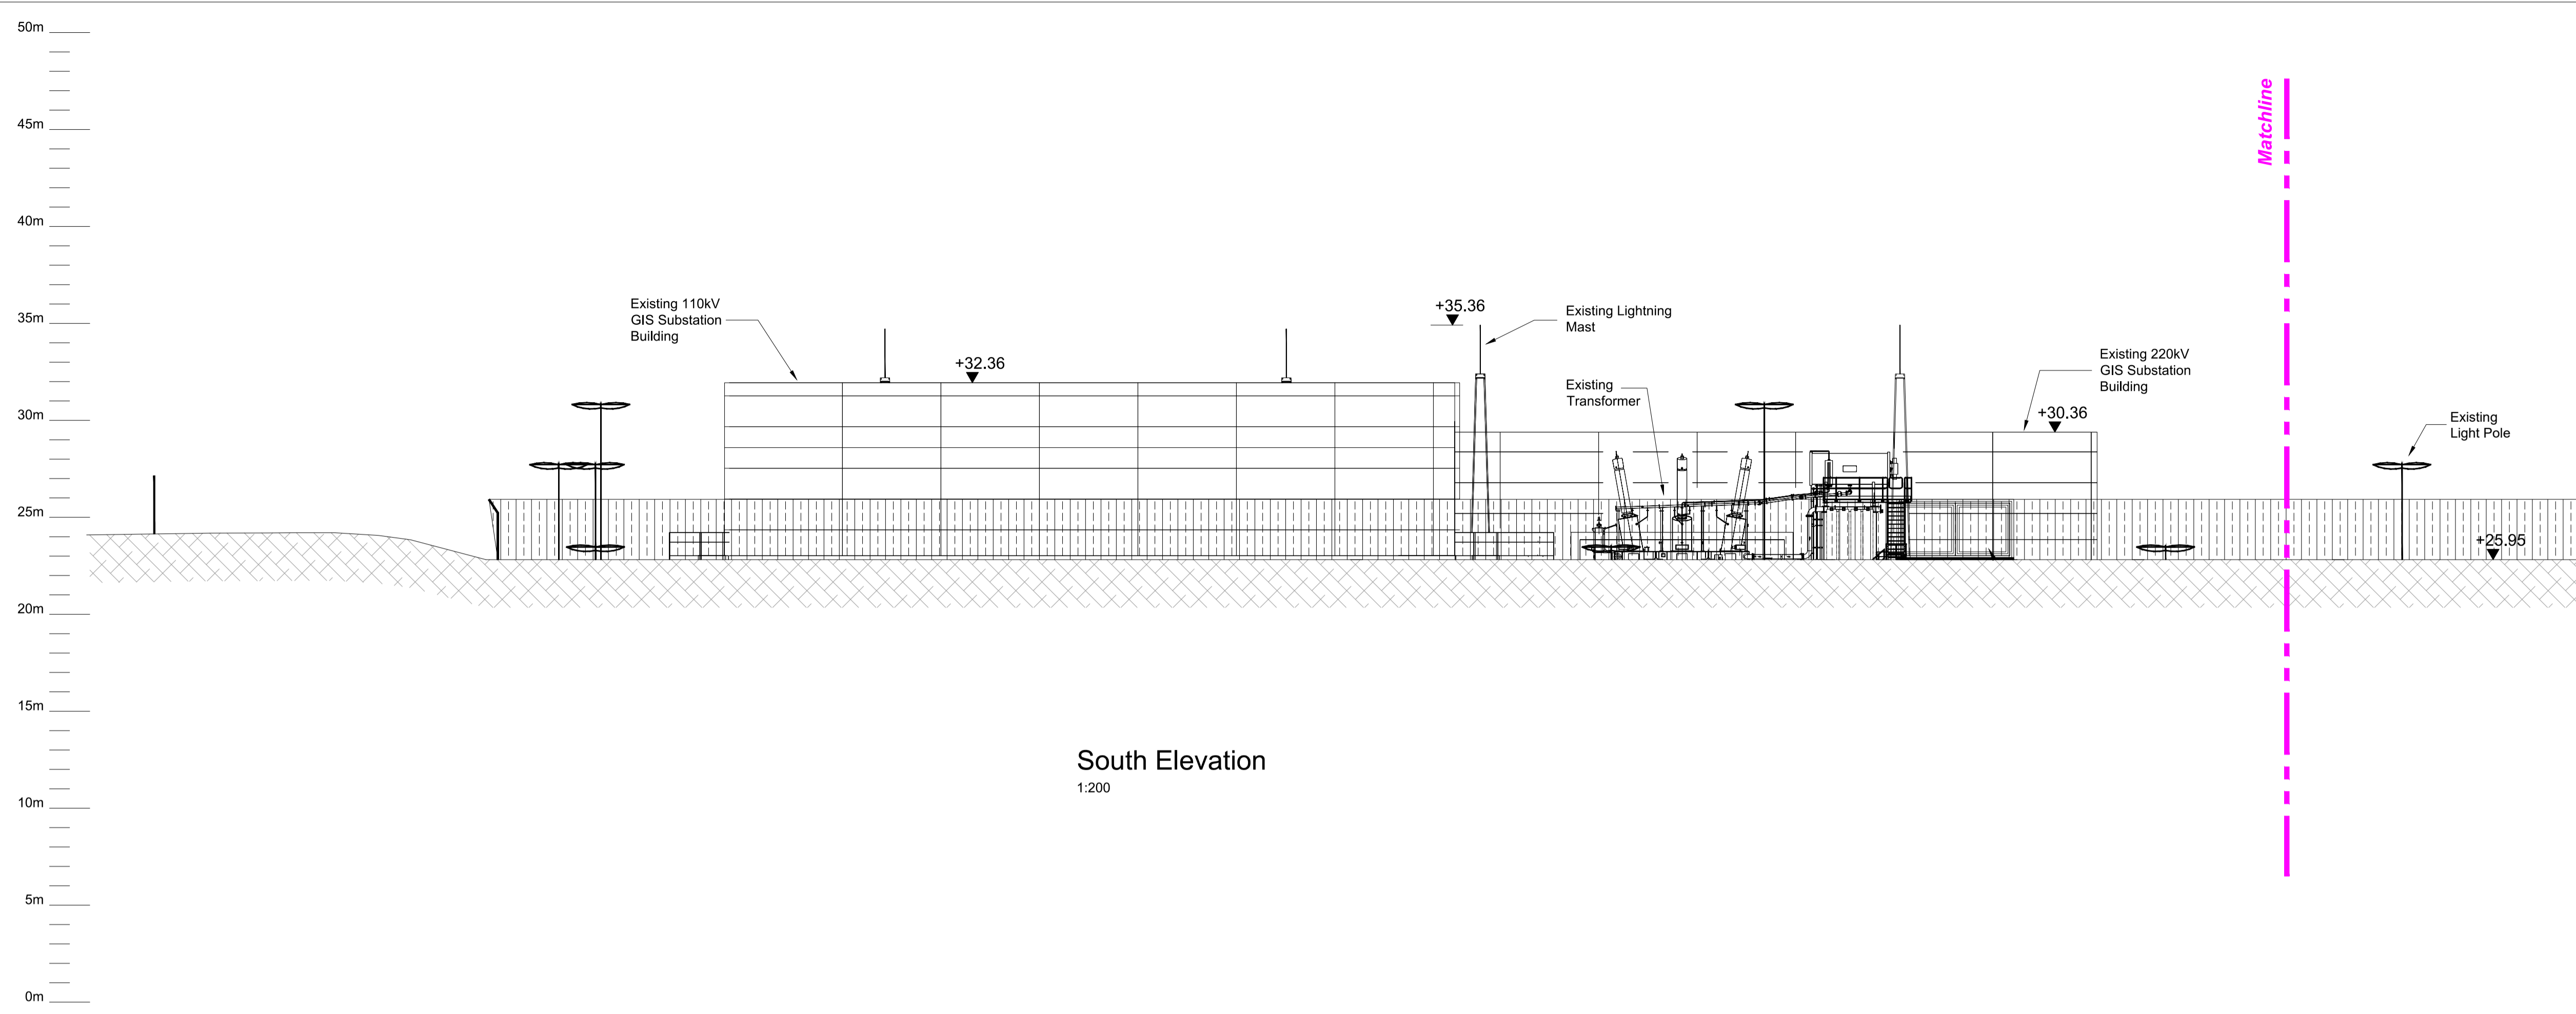 50m
45m
40m
35m
30m
25m
20m
15m
10m
5m
0m
Existing 110kV
GIS Substation
Building
+32.36
+35.36
Existing Lightning
Mast
Existing
Transformer
Existing 220kV
GIS Substation
Building
+30.36
Matchline
Existing
Light Pole
+25.95
South Elevation
1:200